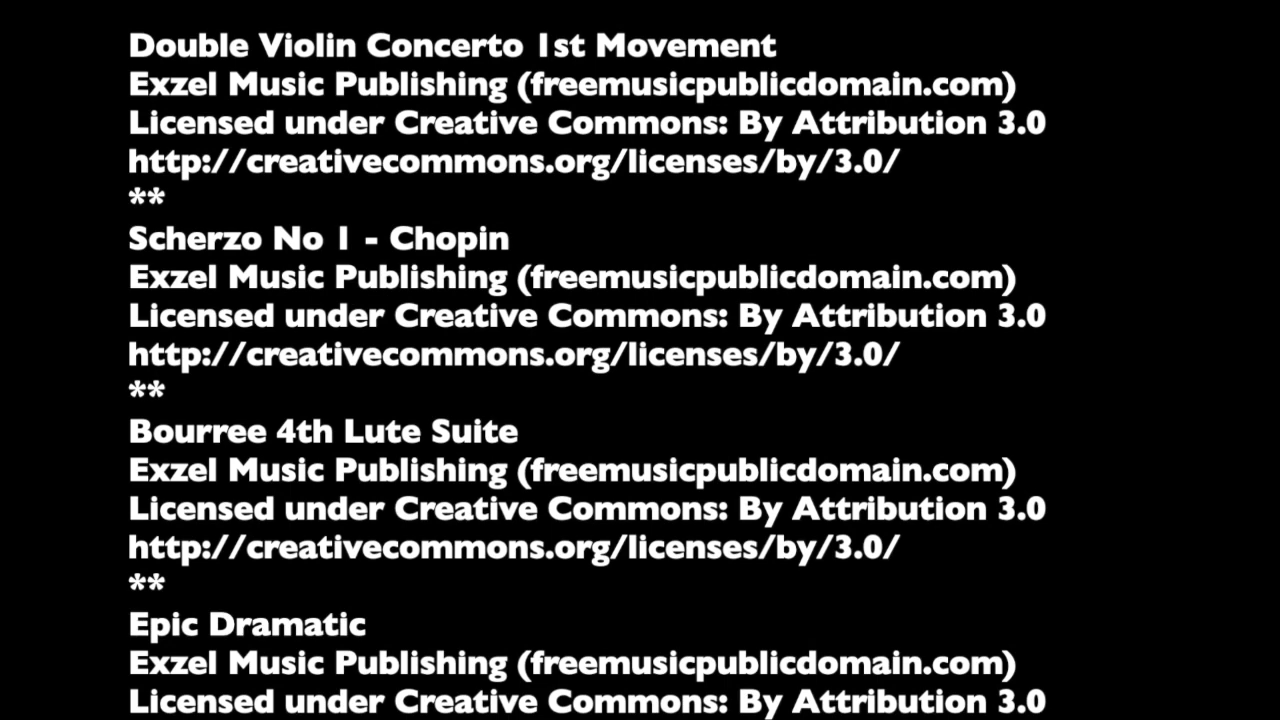 Double Violin Concerto 1st Movement
Exzel Music Publishing (freemusicpublicdomain.com)
Licensed under Creative Commons: By Attribution 3.0
http://creativecommons.org/licenses/by/3.0/
**
Scherzo No 1 - Chopin
Exzel Music Publishing (freemusicpublicdomain.com)
Licensed under Creative Commons: By Attribution 3.0
http://creativecommons.org/licenses/by/3.0/
**
Bourree 4th Lute Suite
Exzel Music Publishing (freemusicpublicdomain.com)
Licensed under Creative Commons: By Attribution 3.0
http://creativecommons.org/licenses/by/3.0/
**
Epic Dramatic
Exzel Music Publishing (freemusicpublicdomain.com)
Licensed under Creative Commons: By Attribution 3.0